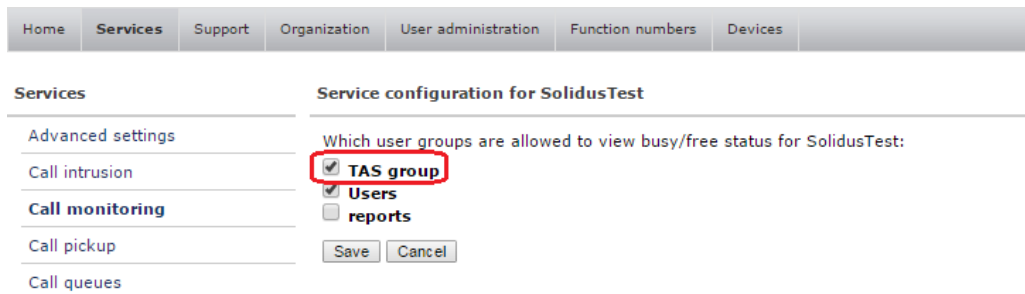 Home Services Support Organization User administration Function numbers Devices
Services
Advanced settings
Call intrusion
Call monitoring
Call pickup
Call queues
Service configuration for SolidusTest
Which user groups are allowed to view busy/free status for SolidusTest:
TAS group
Users
reports
Save Cancel